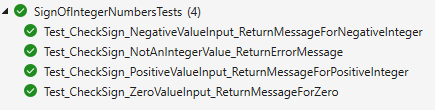 SignOfIntegerNumbersTests (4)
Test_CheckSign_NegativeValueInput_ReturnMessageForNegativeInteger
Test_CheckSign_NotAnIntegerValue_ReturnErrorMessage
Test_CheckSign_PositiveValueInput_ReturnMessageForPositiveInteger
Test_CheckSign_ZeroValueInput_ReturnMessageForZero